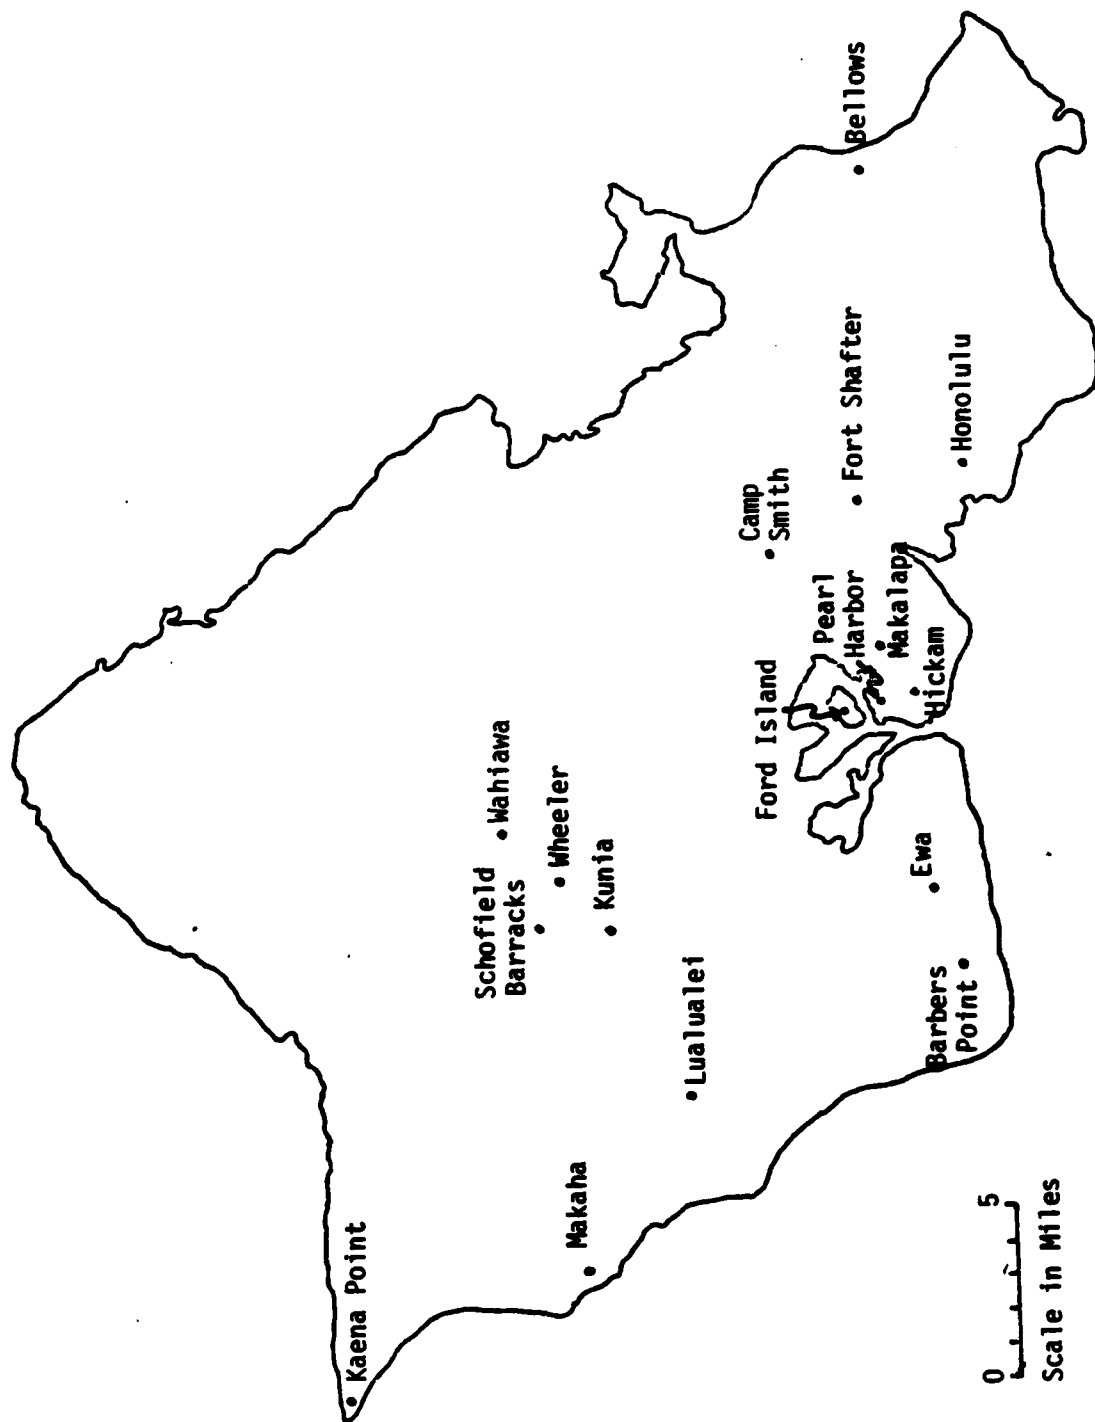 Kaena Point
Makaha
Lualualei
Schofield
Barracks
Wahiawa
Wheeler
Kunia
Ford Island
Pearl
Harbor
Makalapa
Hickam
Camp
Smith
Fort Shafter
Honolulu
Bellows
Ewa
Barbers
Point
0 5
Scale in Miles